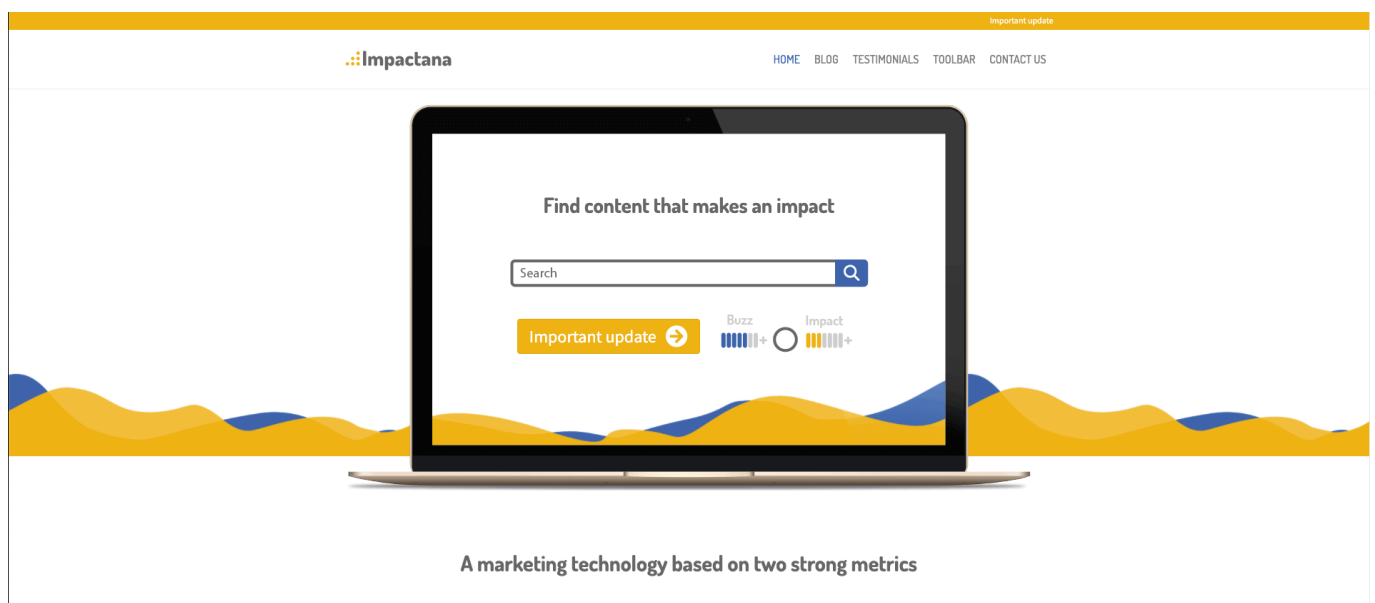 Important update
Impactana
HOME BLOG TESTIMONIALS TOOLBAR CONTACT US
Find content that makes an impact
Search
Important update
Buzz Impact
+ +
A marketing technology based on two strong metrics